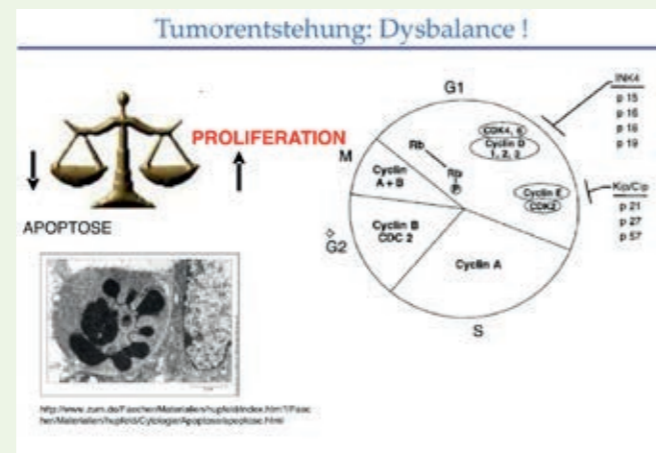 Tumorentstehung: Dysbalance !
PROLIFERATION
APOPTOSE
G1
M
G2
S
Rb
Rb
P
CDK4, 6
Cyclin D
1, 2, 3
Cyclin E
CDK2
Cyclin
A + B
Cyclin B
CDC 2
Cyclin A
INK4
p 15
p 16
p 18
p 19
Kip/Cip
p 21
p 27
p 57